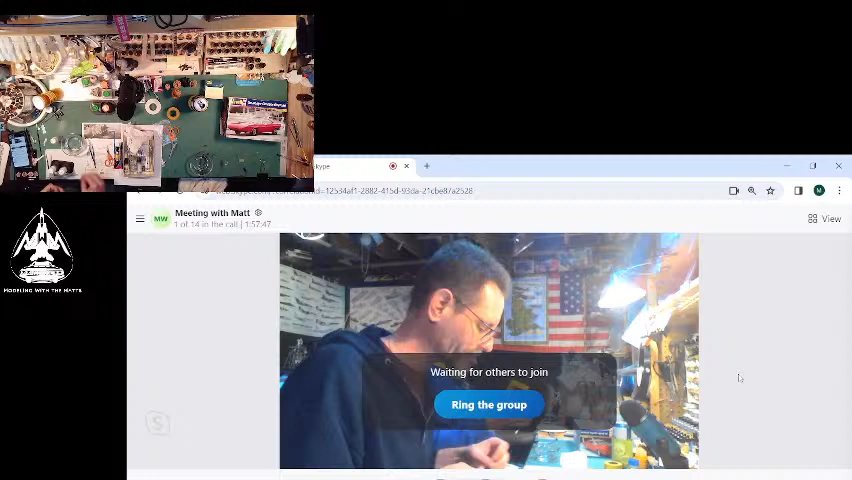 MODELING WITH THE MATTS
MW
Meeting with Matt
1 of 14 in the call | 1:57:47
View
Waiting for others to join
Ring the group